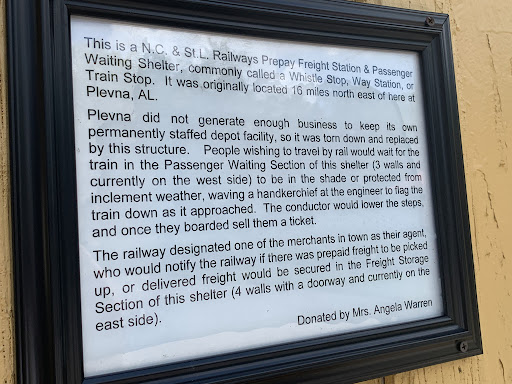 This is a N.C. & St.L. Railways Prepay Freight Station & Passenger
Waiting Shelter, commonly called a Whistle Stop, Way Station, or
Train Stop. It was originally located 16 miles north east of here at
Plevna, AL.
Plevna did not generate enough business to keep its own
permanently staffed depot facility, so it was torn down and replaced
by this structure. People wishing to travel by rail would wait for the
train in the Passenger Waiting Section of this shelter (3 walls and
currently on the west side) to be in the shade or protected from
inclement weather, waving a handkerchief at the engineer to flag the
train down as it approached. The conductor would lower the steps,
and once they boarded sell them a ticket.
The railway designated one of the merchants in town as their agent,
who would notify the railway if there was prepaid freight to be picked
up, or delivered freight would be secured in the Freight Storage
Section of this shelter (4 walls with a doorway and currently on the
east side).
Donated by Mrs. Angela Warren